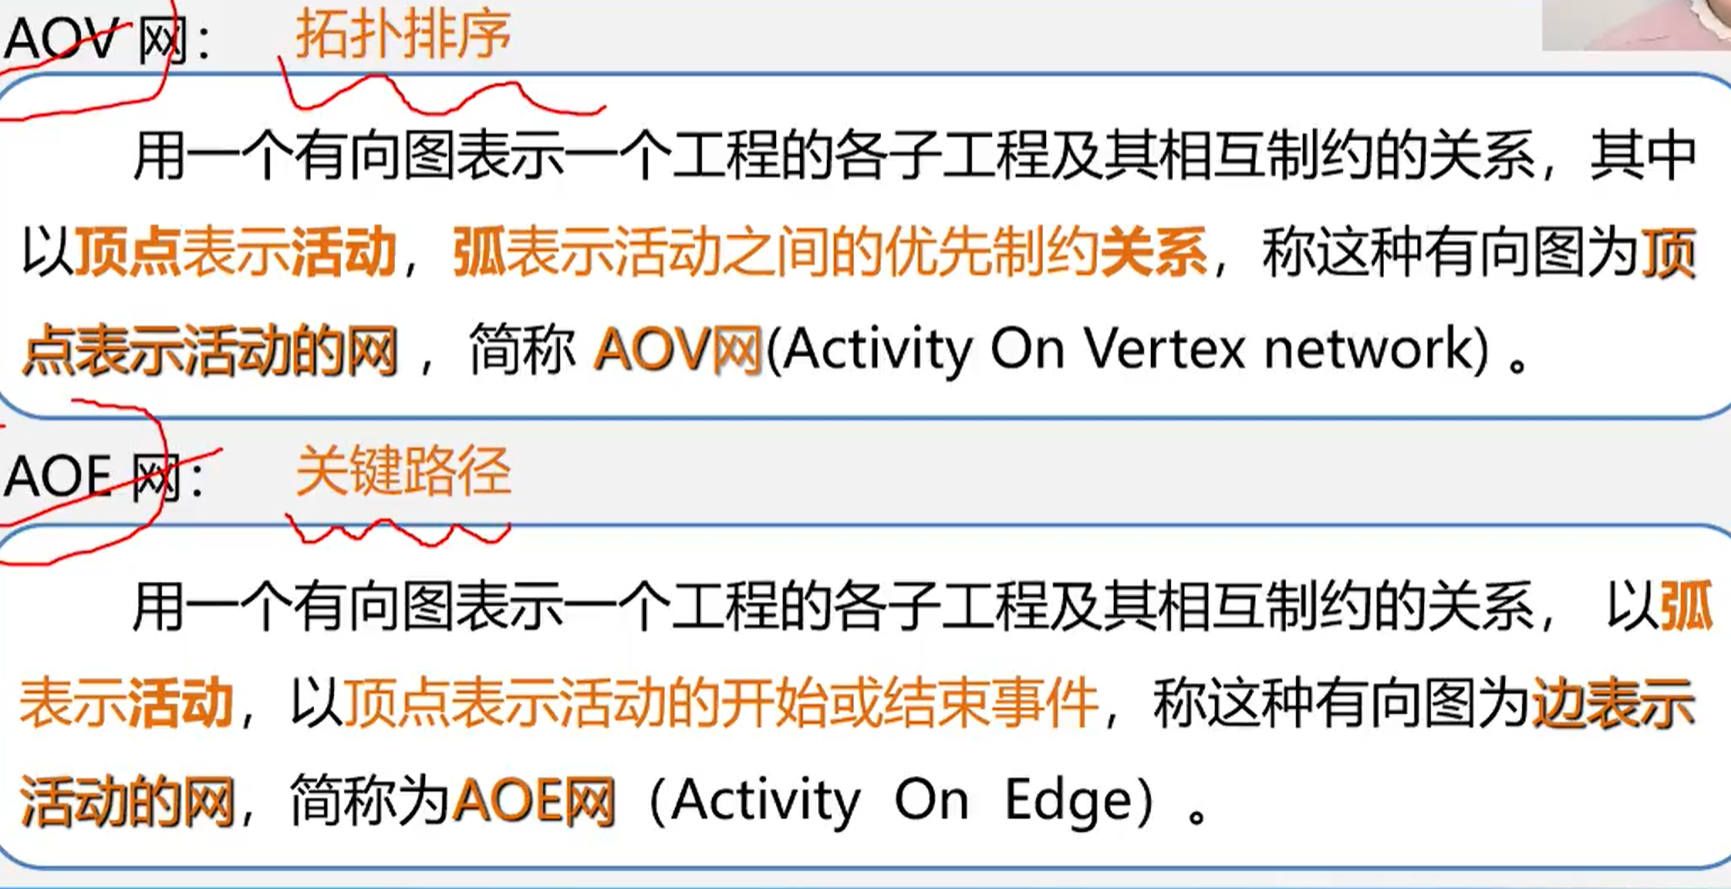 AOV 网： 拓扑排序
用一个有向图表示一个工程的各子工程及其相互制约的关系，其中
以顶点表示活动，弧表示活动之间的优先制约关系，称这种有向图为顶
点表示活动的网 ，简称 AOV网(Activity On Vertex network) 。
AOE 网： 关键路径
用一个有向图表示一个工程的各子工程及其相互制约的关系， 以弧
表示活动，以顶点表示活动的开始或结束事件，称这种有向图为边表示
活动的网，简称为AOE网（Activity On Edge）。